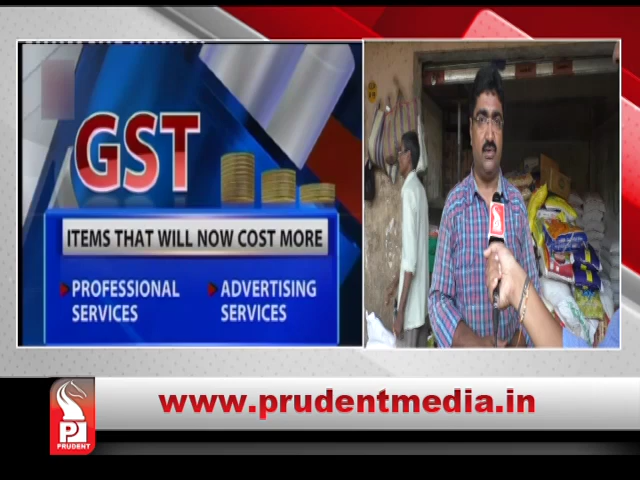 GST
ITEMS THAT WILL NOW COST MORE
PROFESSIONAL
SERVICES
ADVERTISING
SERVICES
www.prudentmedia.in
PRUDENT